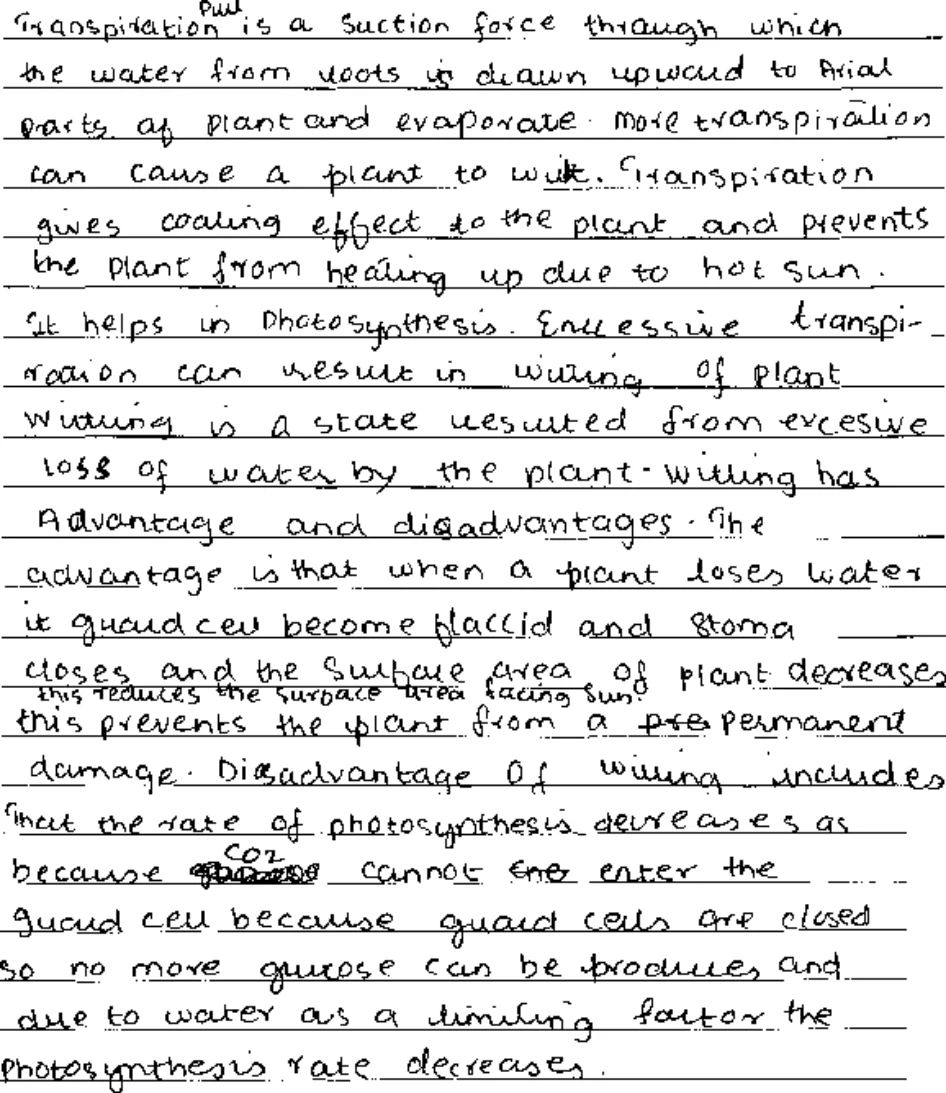 Transpiration Pull is a suction force through which
the water from roots is drawn upward to Arial
parts of plant and evaporate. more transpiration
can cause a plant to wilt. Transpiration
gives cooling effect to the plant and prevents
the plant from heating up due to hot sun.
It helps in Photosynthesis. Excessive transpi-
ration can result in wilting of plant
Wilting is a state resulted from excesive
loss of water by the plant. Wilting has
Advantage and disadvantages. The
advantage is that when a plant loses water
it guard cell become flaccid and stoma
closes and the surface area of plant decreases
this reduces the surface area facing sun.
this prevents the plant from a pre permanent
damage. Disadvantage Of wilting includes
That the rate of photosynthesis decreases as
because CO2 cannot ene enter the
guard cell because guard cells are closed
so no more glucose can be produce, and
due to water as a limiting factor the
photosynthesis rate decreases.